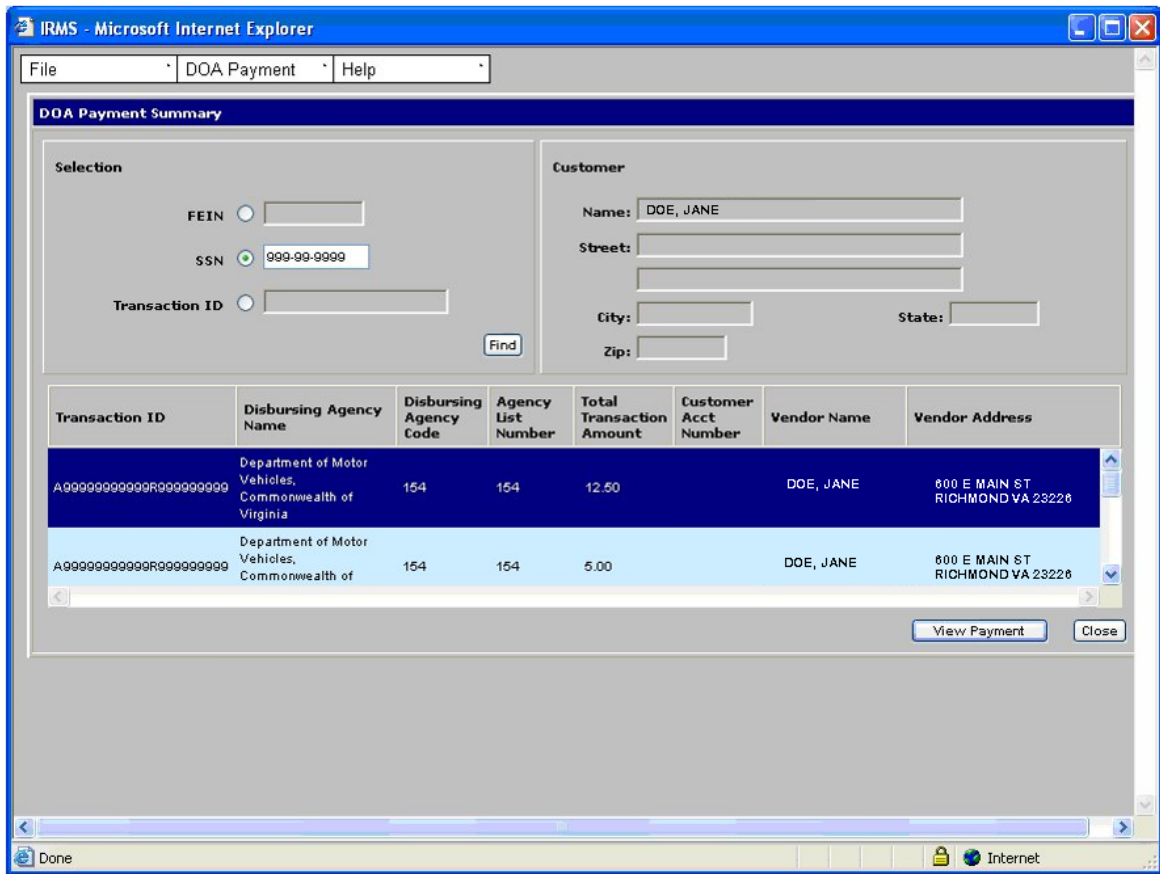 IRMS - Microsoft Internet Explorer
File DOA Payment Help
DOA Payment Summary
Selection
FEIN
SSN 999-99-9999
Transaction ID
Find
Customer
Name: DOE, JANE
Street:
City: State:
Zip:
Transaction ID Disbursing Agency Name Disbursing Agency Code Agency List Number Total Transaction Amount Customer Acct Number Vendor Name Vendor Address
A99999999999R999999999 Department of Motor Vehicles, Commonwealth of Virginia 154 154 12.50 DOE, JANE 600 E MAIN ST RICHMOND VA 23226
A99999999999R999999999 Department of Motor Vehicles, Commonwealth of 154 154 5.00 DOE, JANE 600 E MAIN ST RICHMOND VA 23226
View Payment Close
Done Internet